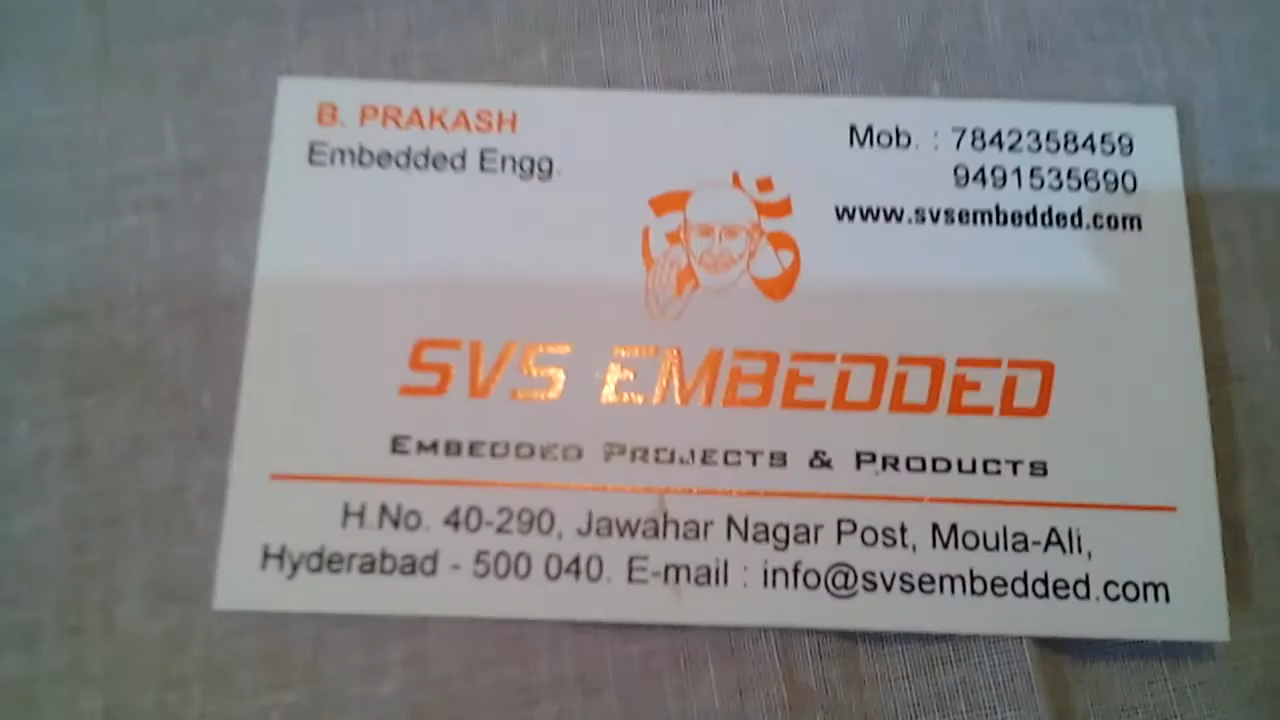 B. PRAKASH
Embedded Engg.
Mob. : 7842358459
9491535690
www.svsembedded.com
SVS EMBEDDED
EMBEDDED PROJECTS & PRODUCTS
H.No. 40-290, Jawahar Nagar Post, Moula-Ali,
Hyderabad - 500 040. E-mail : info@svsembedded.com